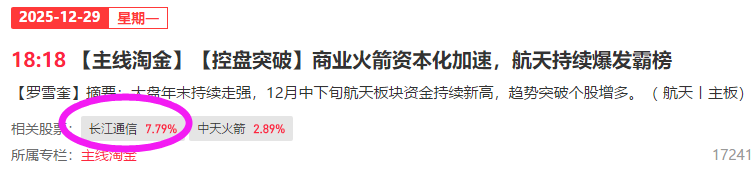 2025-12-29 星期一
18:18 【主线淘金】【控盘突破】商业火箭资本化加速，航天持续爆发霸榜
【罗雪奎】摘要：大盘年末持续走强，12月中下旬航天板块资金持续新高，趋势突破个股增多。（ 航天丨主板）
相关股票：长江通信 7.79% 中天火箭 2.89%
所属专栏：主线淘金 17241